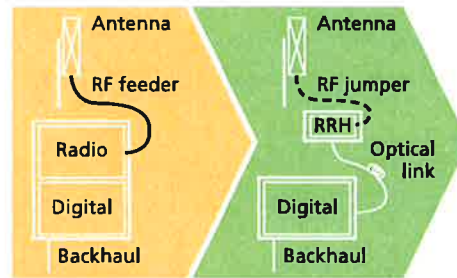 Antenna
RF feeder
Radio
Digital
Backhaul
Antenna
RF jumper
RRH
Optical
link
Digital
Backhaul